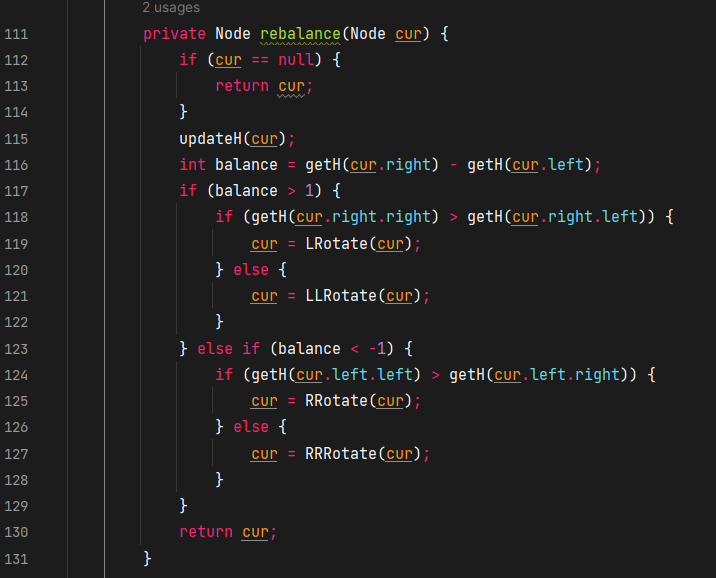 2 usages
111 private Node rebalance(Node cur) {
112 if (cur == null) {
113 return cur;
114 }
115 updateH(cur);
116 int balance = getH(cur.right) - getH(cur.left);
117 if (balance > 1) {
118 if (getH(cur.right.right) > getH(cur.right.left)) {
119 cur = LRotate(cur);
120 } else {
121 cur = LLRotate(cur);
122 }
123 } else if (balance < -1) {
124 if (getH(cur.left.left) > getH(cur.left.right)) {
125 cur = RRotate(cur);
126 } else {
127 cur = RRRotate(cur);
128 }
129 }
130 return cur;
131 }